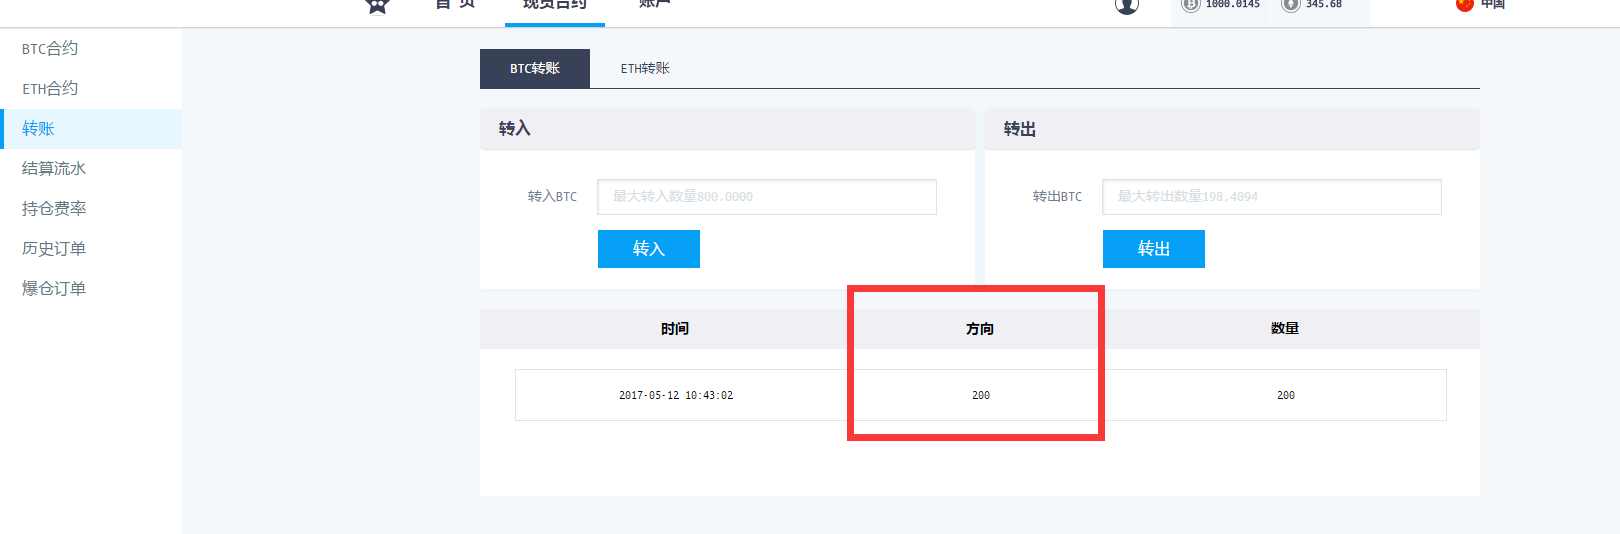 首 页 现货合约 账户 1000.0145 345.68 中国
BTC合约
ETH合约
转账
结算流水
持仓费率
历史订单
爆仓订单
BTC转账 ETH转账
转入
转入BTC 最大转入数量800.0000
转入
转出
转出BTC 最大转出数量198.4094
转出
时间 方向 数量
2017-05-12 10:43:02 200 200